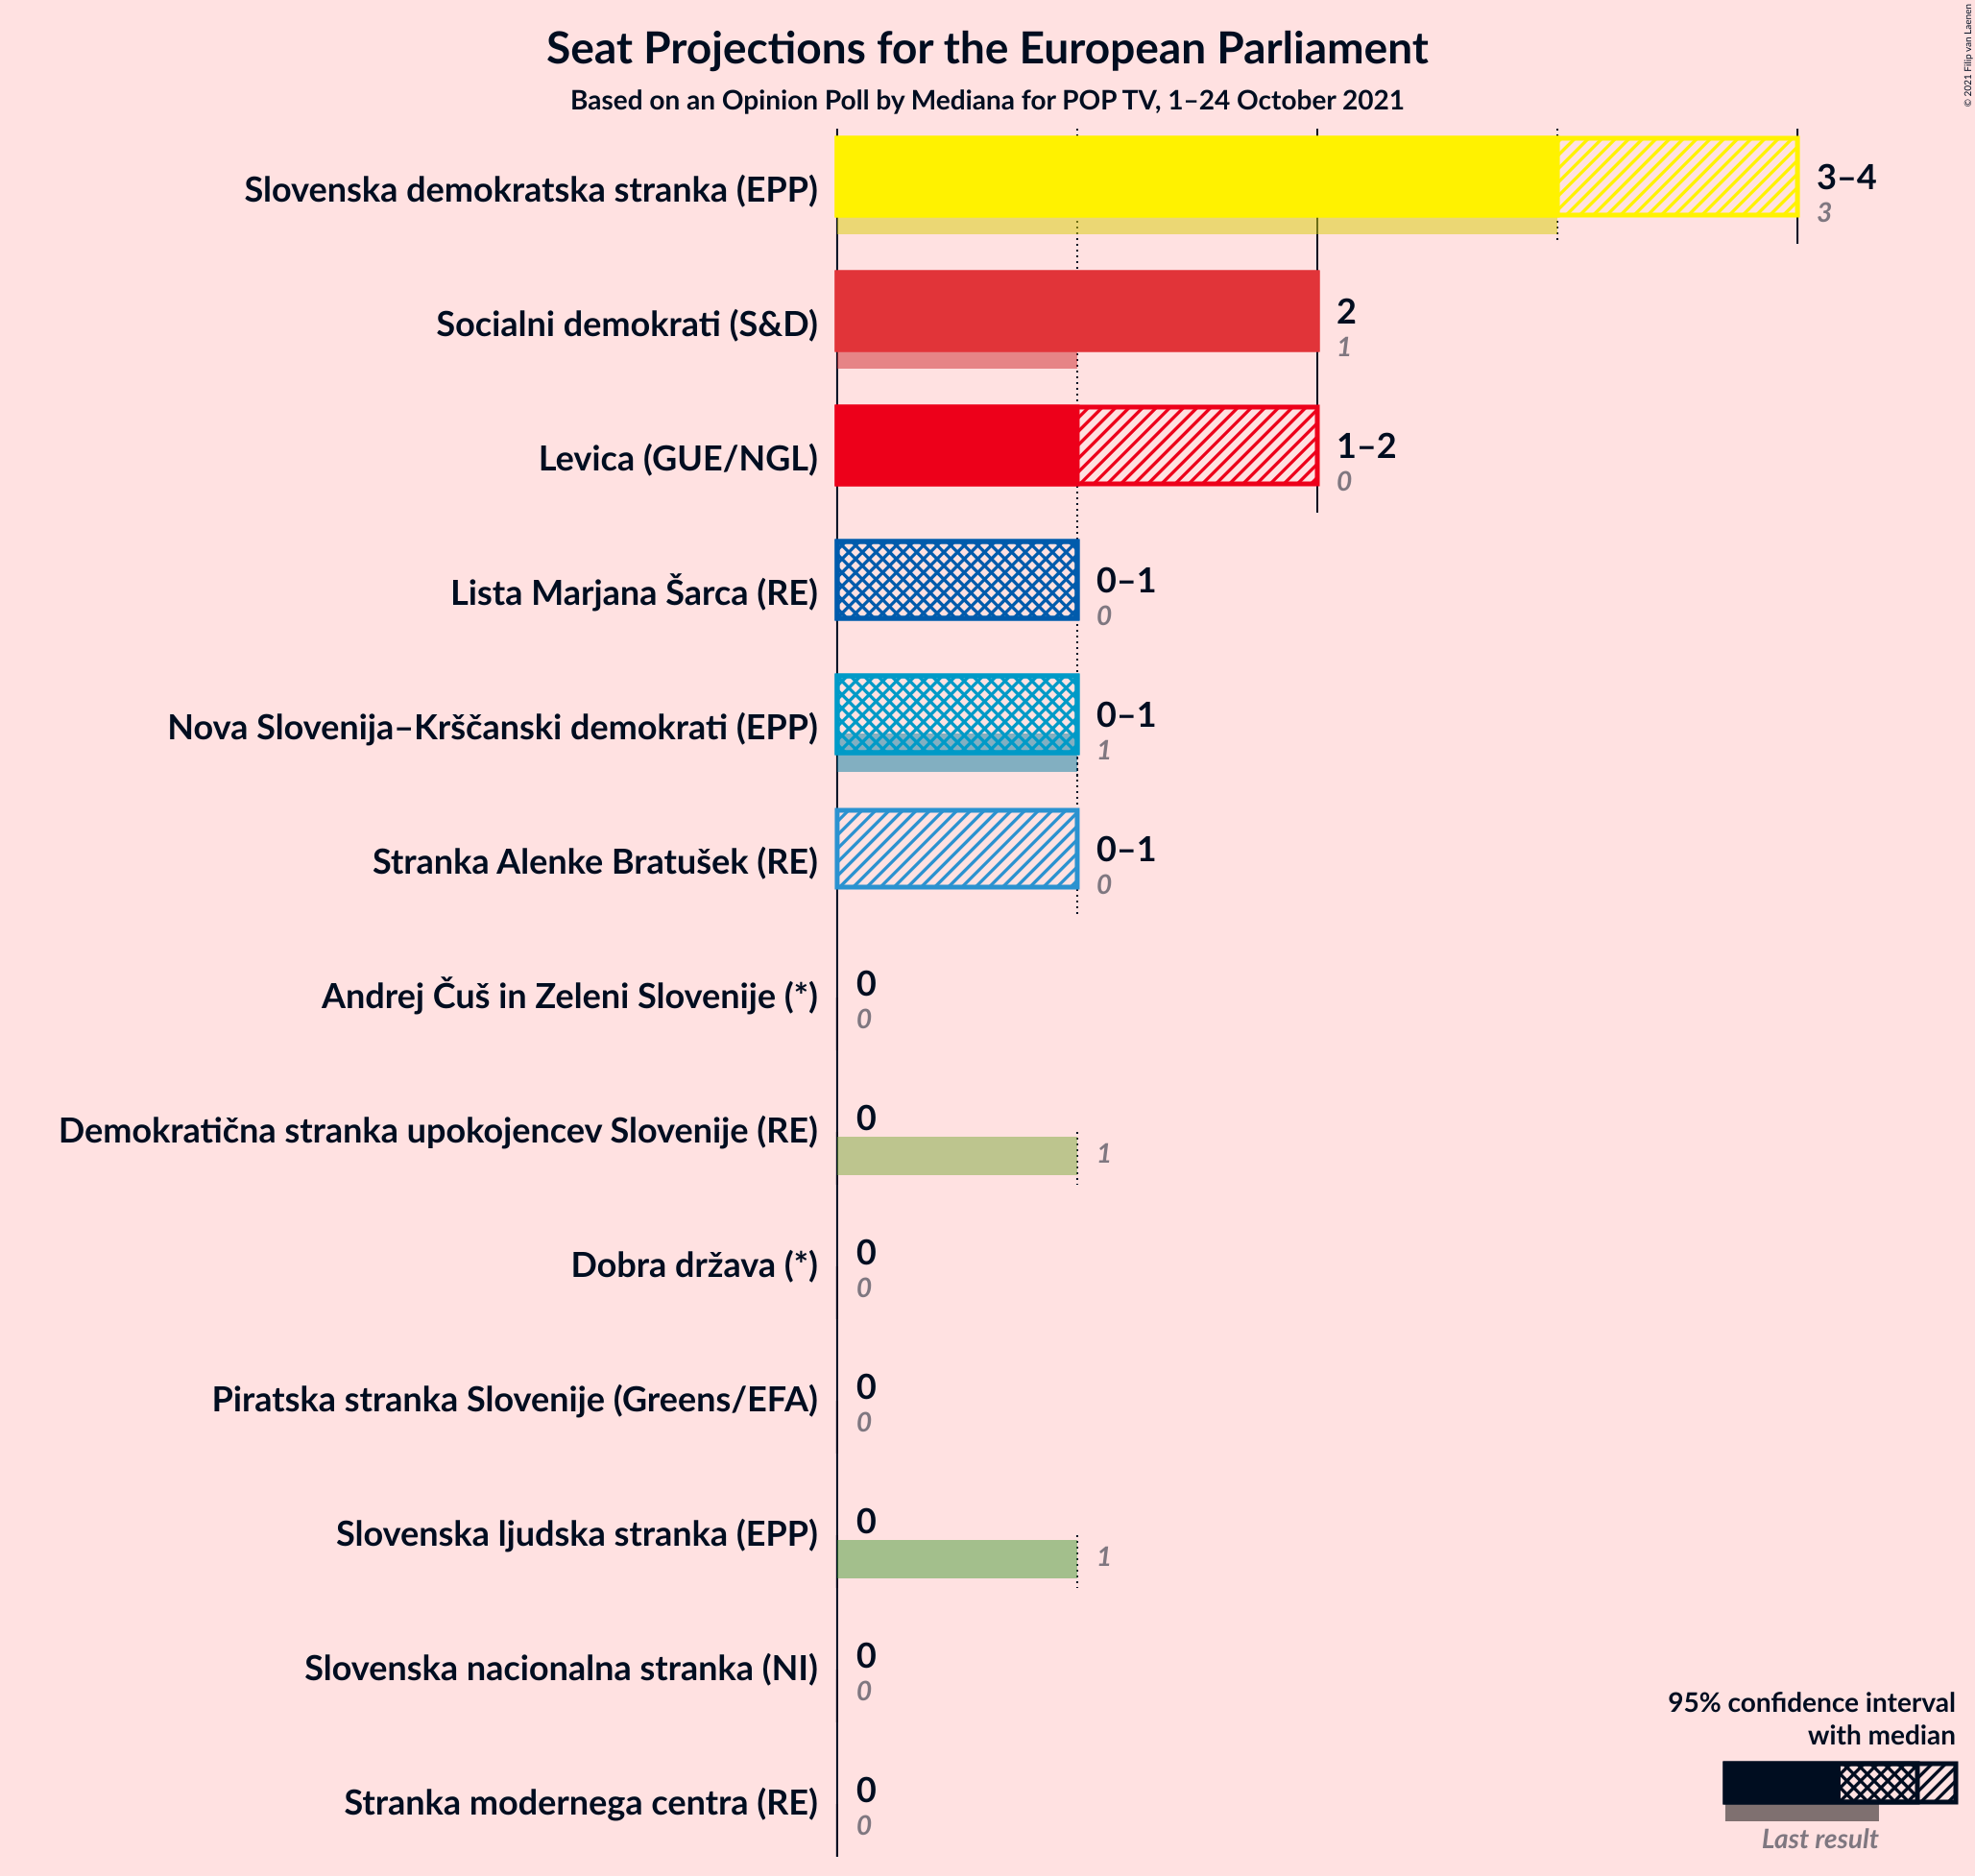 Seat Projections for the European Parliament
Based on an Opinion Poll by Mediana for POP TV, 1–24 October 2021
© 2021 Filip van Laenen
Slovenska demokratska stranka (EPP)
3–4
3
Socialni demokrati (S&D)
2
1
Levica (GUE/NGL)
1–2
0
Lista Marjana Šarca (RE)
0–1
0
Nova Slovenija–Krščanski demokrati (EPP)
0–1
1
Stranka Alenke Bratušek (RE)
0–1
0
Andrej Čuš in Zeleni Slovenije (*)
0
0
Demokratična stranka upokojencev Slovenije (RE)
0
1
Dobra država (*)
0
0
Piratska stranka Slovenije (Greens/EFA)
0
0
Slovenska ljudska stranka (EPP)
0
1
Slovenska nacionalna stranka (NI)
0
0
Stranka modernega centra (RE)
0
0
95% confidence interval
with median
Last result